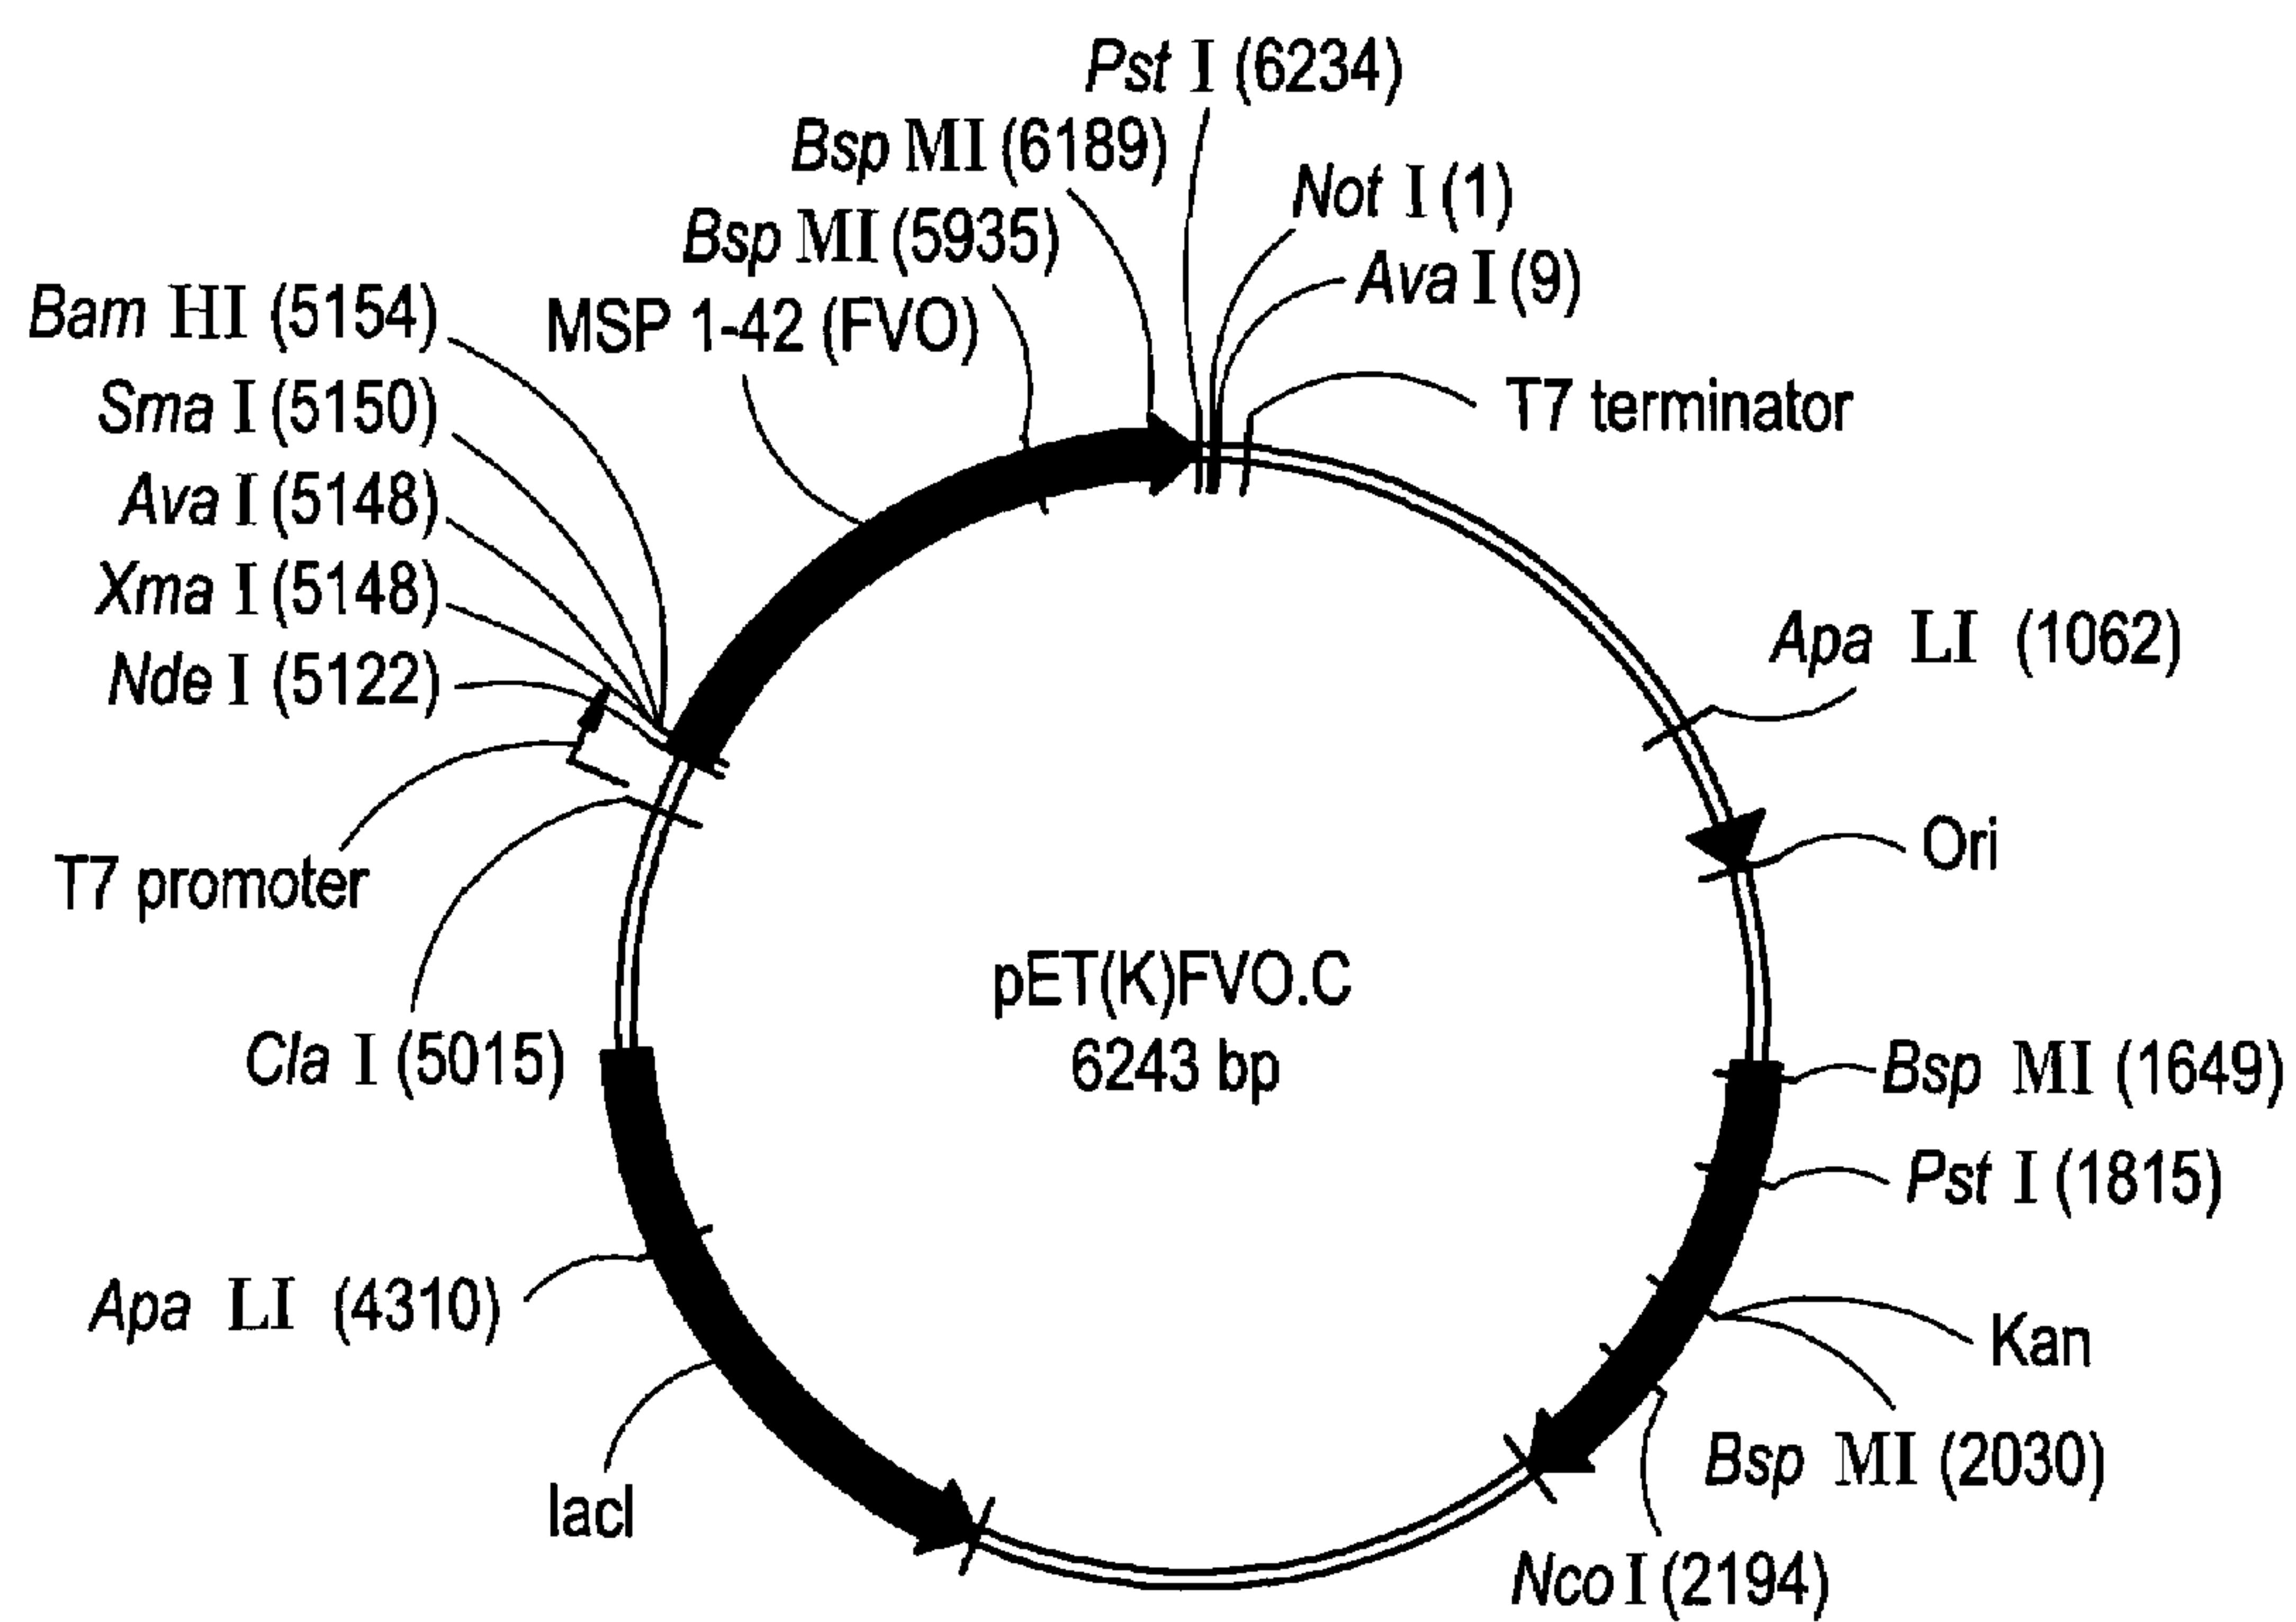 Pst I (6234)
Bsp MI (6189)
Not I (1)
Bsp MI (5935)
Ava I (9)
Bam HI (5154)
MSP 1-42 (FVO)
Sma I (5150)
T7 terminator
Ava I (5148)
Xma I (5148)
Nde I (5122)
Apa LI (1062)
T7 promoter
Ori
pET(K)FVO.C
6243 bp
Cla I (5015)
Bsp MI (1649)
Pst I (1815)
Apa LI (4310)
Kan
Bsp MI (2030)
lacI
Nco I (2194)